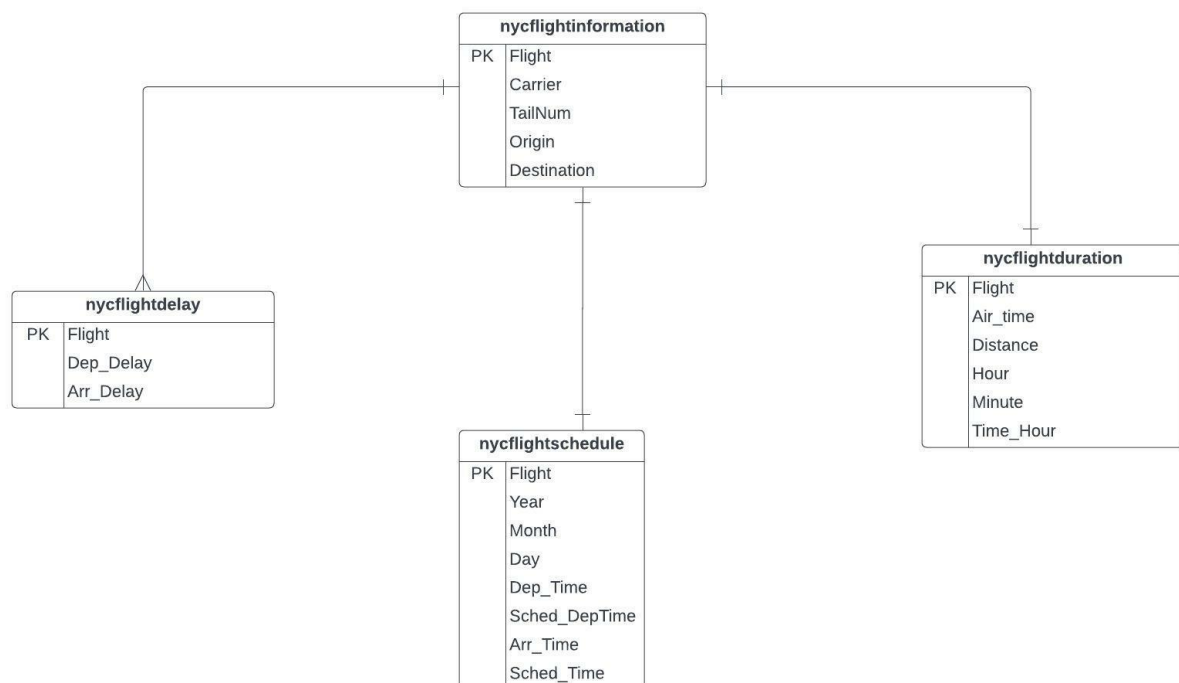 nycflightinformation
PK Flight
Carrier
TailNum
Origin
Destination
nycflightduration
PK Flight
Air_time
Distance
Hour
Minute
Time_Hour
nycflightdelay
PK Flight
Dep_Delay
Arr_Delay
nycflightschedule
PK Flight
Year
Month
Day
Dep_Time
Sched_DepTime
Arr_Time
Sched_Time